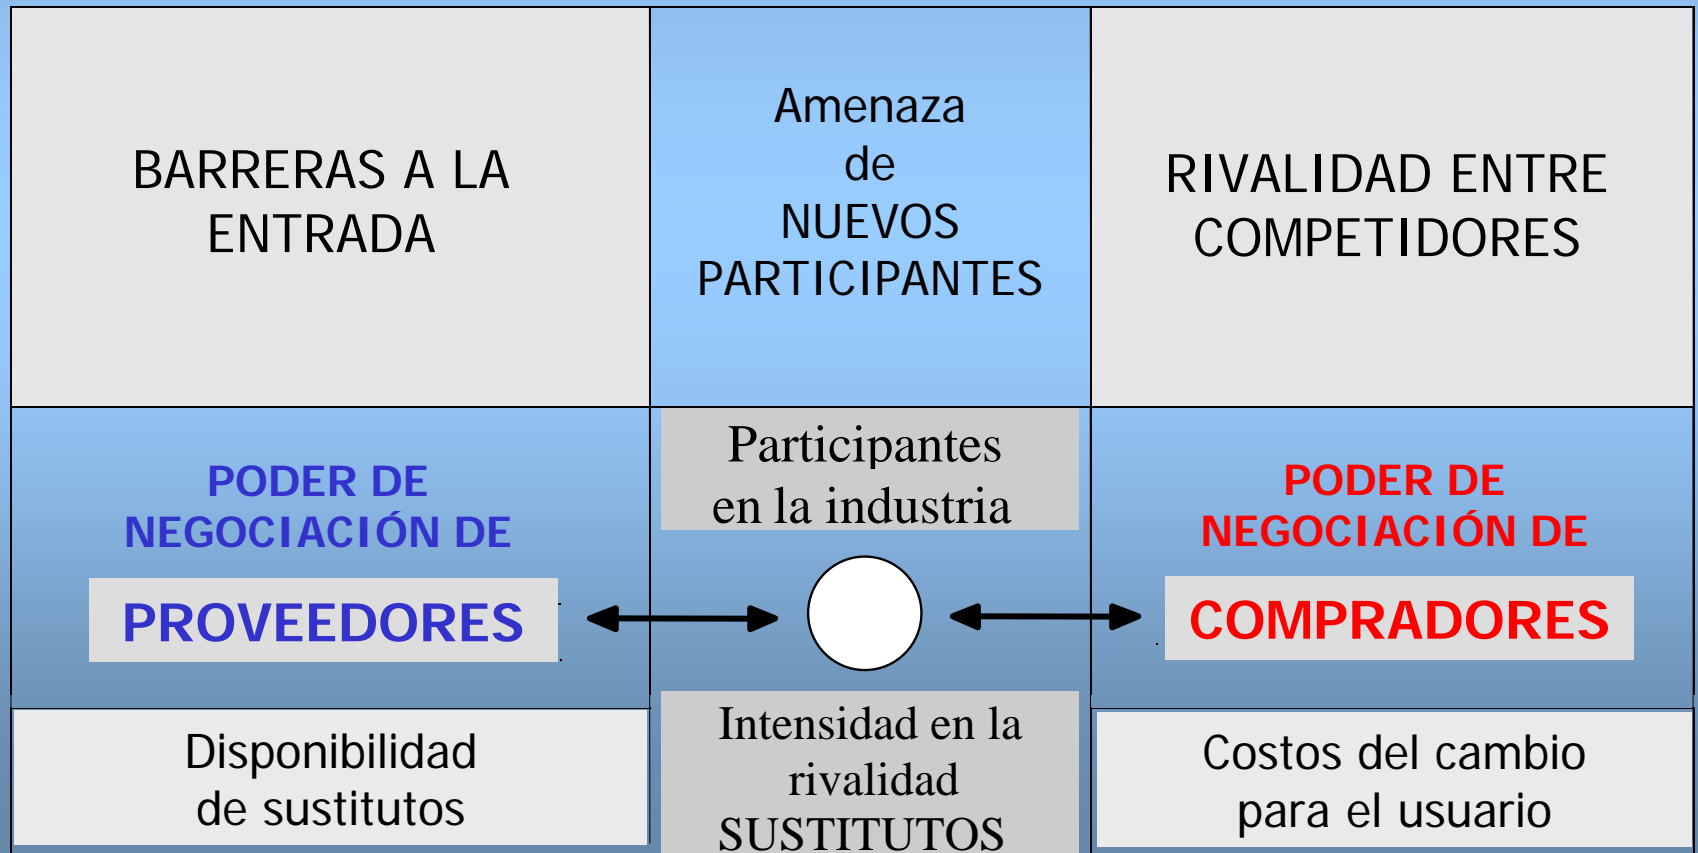 BARRERAS A LA
ENTRADA
Amenaza
de
NUEVOS
PARTICIPANTES
RIVALIDAD ENTRE
COMPETIDORES
PODER DE
NEGOCIACIÓN DE
PROVEEDORES
Participantes
en la industria
PODER DE
NEGOCIACIÓN DE
COMPRADORES
Disponibilidad
de sustitutos
Intensidad en la
rivalidad
SUSTITUTOS
Costos del cambio
para el usuario